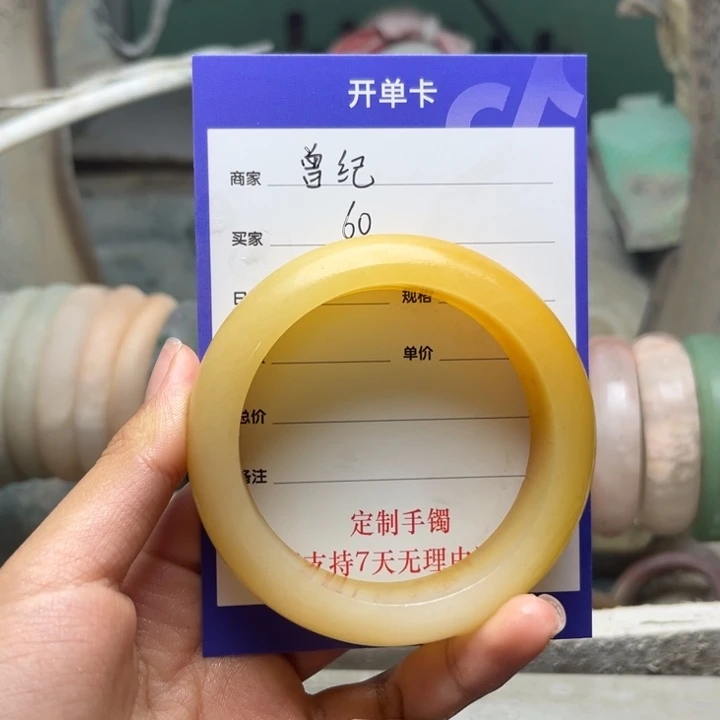 开单卡
商家 曾纪
买家 60
规格
单价
总价
备注
定制手镯
支持7天无理由